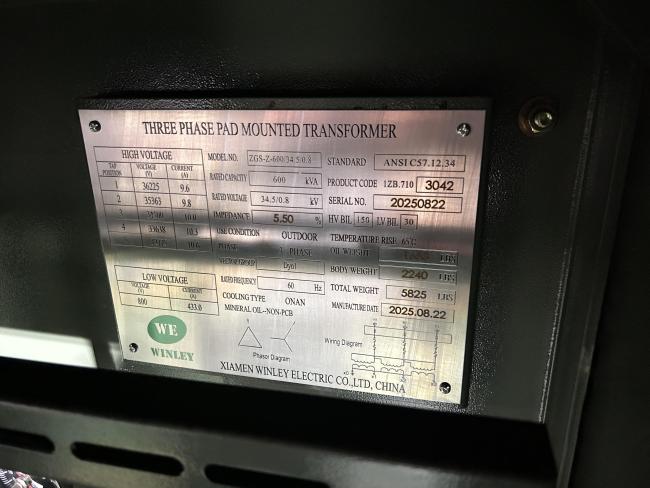 THREE PHASE PAD MOUNTED TRANSFORMER
HIGH VOLTAGE
TAP POSITION VOLTAGE (V) CURRENT (A)
1 36225 9.6
2 35363 9.8
3 10.0
4 33638 10.3
LOW VOLTAGE
VOLTAGE (V) CURRENT (A)
800 433.0
WE
WINLEY
MODEL NO. ZGS-Z-600/34.5/0.8
RATED CAPACITY 600 kVA
RATED VOLTAGE 34.5/0.8 kV
IMPEDANCE 5.50 %
USE CONDITION OUTDOOR
PHASE 3 PHASE
VECTOR GROUP
RATED FREQUENCY 60 Hz
COOLING TYPE ONAN
MINERAL OIL--NON-PCB
Phasor Diagram
STANDARD ANSI C57.12.34
PRODUCT CODE 1ZB.710 3042
SERIAL NO. 20250822
HV BIL 150 LV BIL 30
TEMPERATURE RISE 65℃
OIL WEIGHT LBS
BODY WEIGHT 2240 LBS
TOTAL WEIGHT 5825 LBS
MANUFACTURE DATE 2025.08.22
Wiring Diagram
XIAMEN WINLEY ELECTRIC CO.,LTD, CHINA